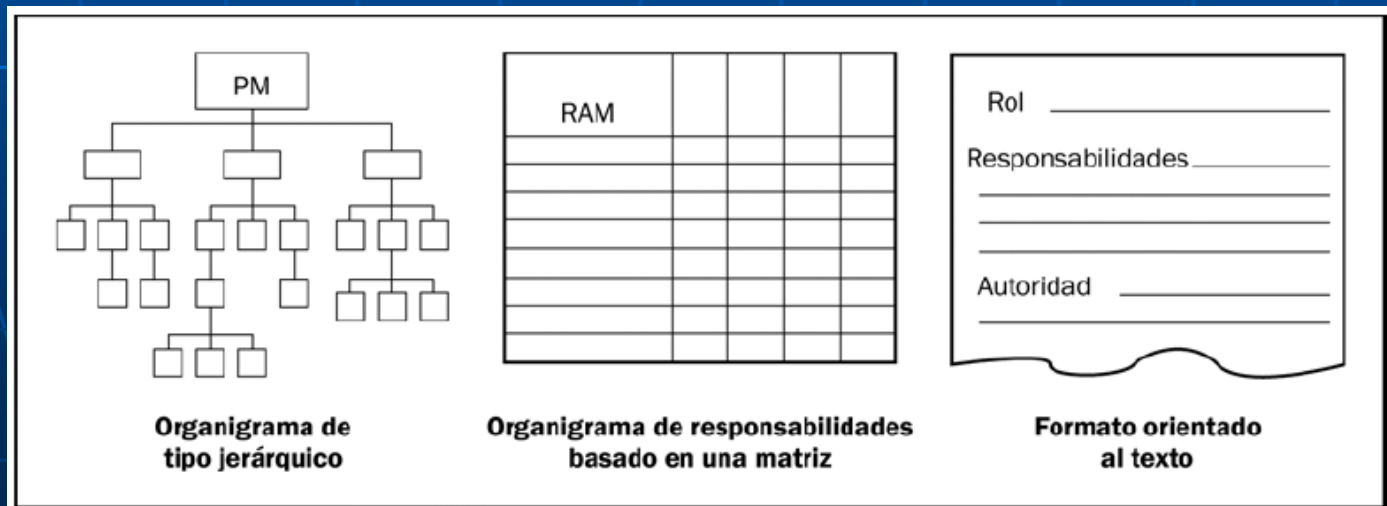 PM
RAM
Rol
Responsabilidades
Autoridad
Organigrama de
tipo jerárquico
Organigrama de responsabilidades
basado en una matriz
Formato orientado
al texto